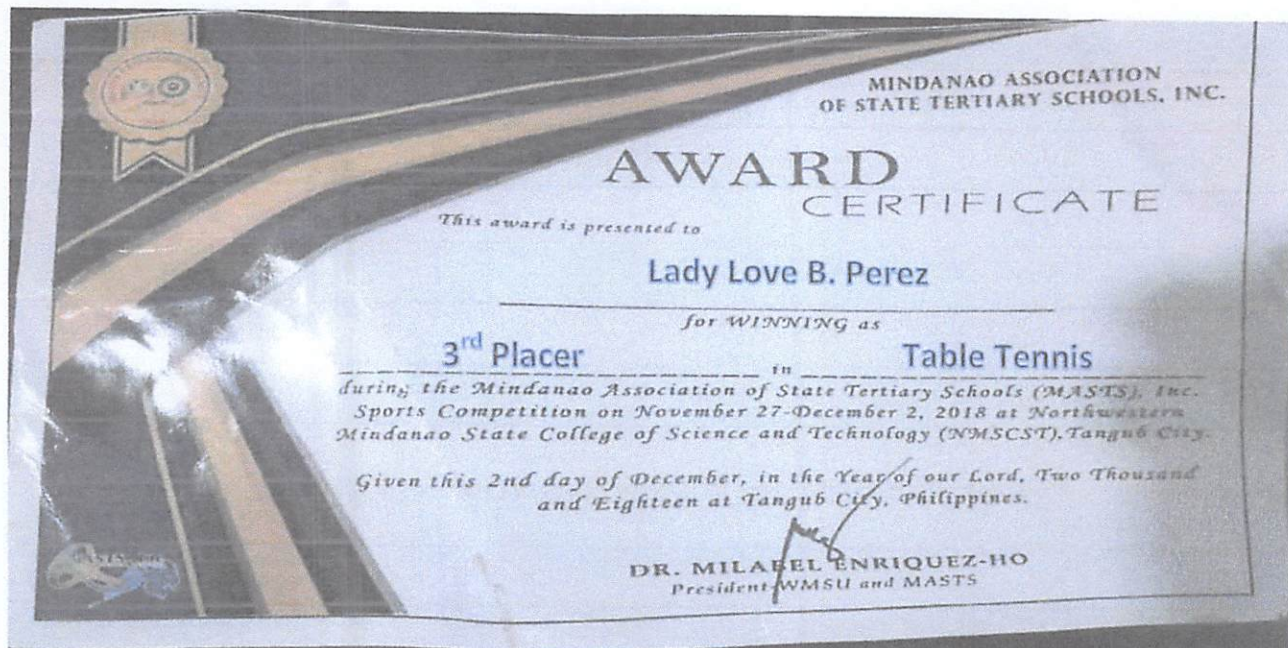 MINDANAO ASSOCIATION
OF STATE TERTIARY SCHOOLS, INC.
AWARD
CERTIFICATE
This award is presented to
Lady Love B. Perez
for WINNING as
3rd Placer in Table Tennis
during the Mindanao Association of State Tertiary Schools (MASTS), Inc.
Sports Competition on November 27-December 2, 2018 at Northwestern
Mindanao State College of Science and Technology (NMSCST), Tangub City.
Given this 2nd day of December, in the Year of our Lord, Two Thousand
and Eighteen at Tangub City, Philippines.
DR. MILABEL ENRIQUEZ-HO
President-WMSU and MASTS